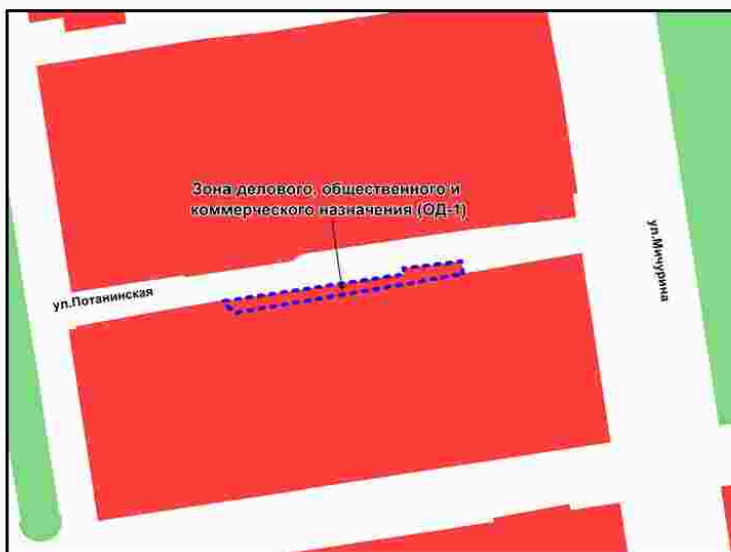 Зона делового, общественного и
коммерческого назначения (ОД-1)
ул.Мичурина
ул.Потанинская